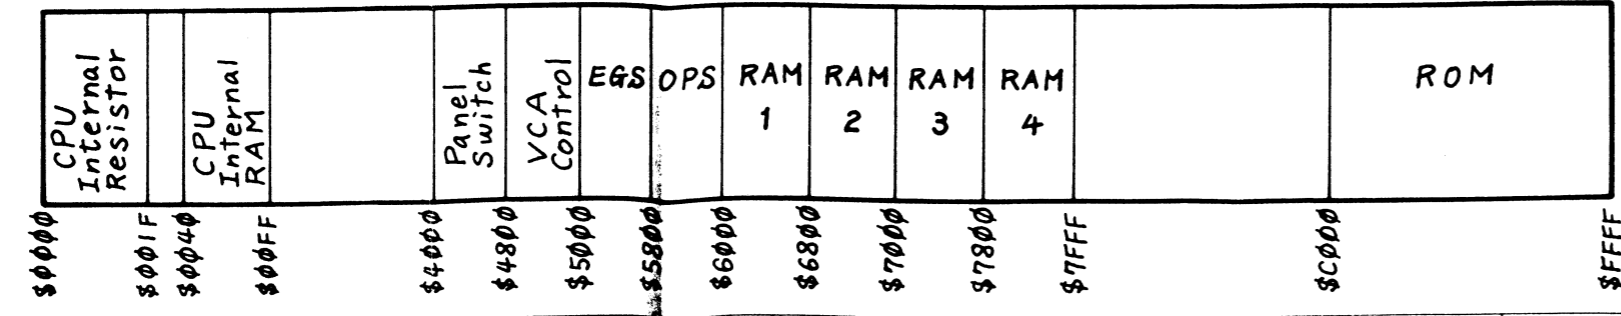 CPU
Internal
Resistor
CPU
Internal
RAM
Panel
Switch
VCA
Control
EGS
OPS
RAM
1
RAM
2
RAM
3
RAM
4
ROM
$0000
$001F
$0040
$00FF
$4000
$4800
$5000
$5800
$6000
$6800
$7000
$7800
$7FFF
$C000
$FFFF